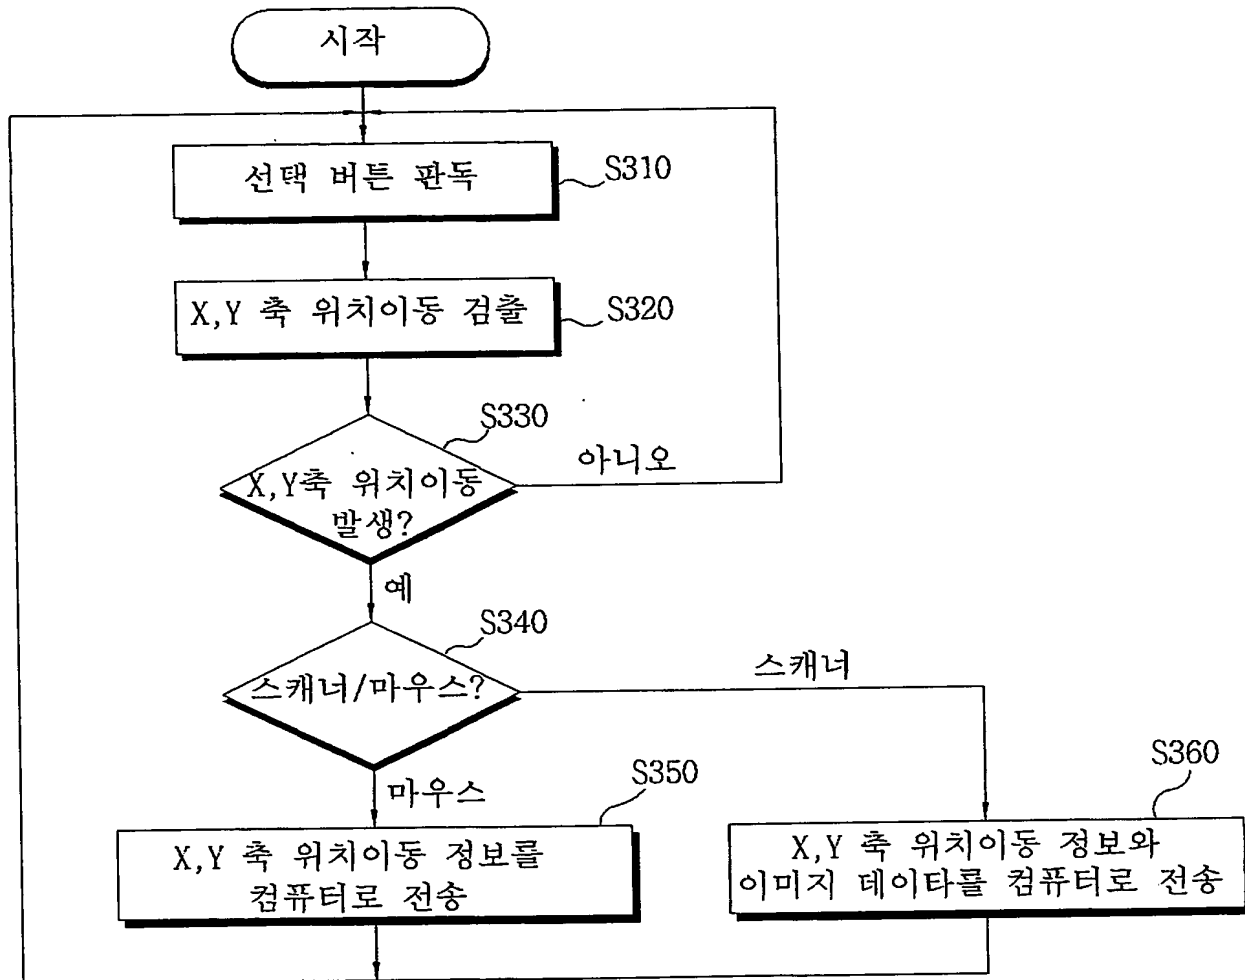 시작
선택 버튼 판독
S310
X,Y 축 위치이동 검출
S320
S330
X,Y축 위치이동
발생?
아니오
예
S340
스캐너/마우스?
스캐너
마우스
S350
X,Y 축 위치이동 정보를
컴퓨터로 전송
S360
X,Y 축 위치이동 정보와
이미지 데이타를 컴퓨터로 전송